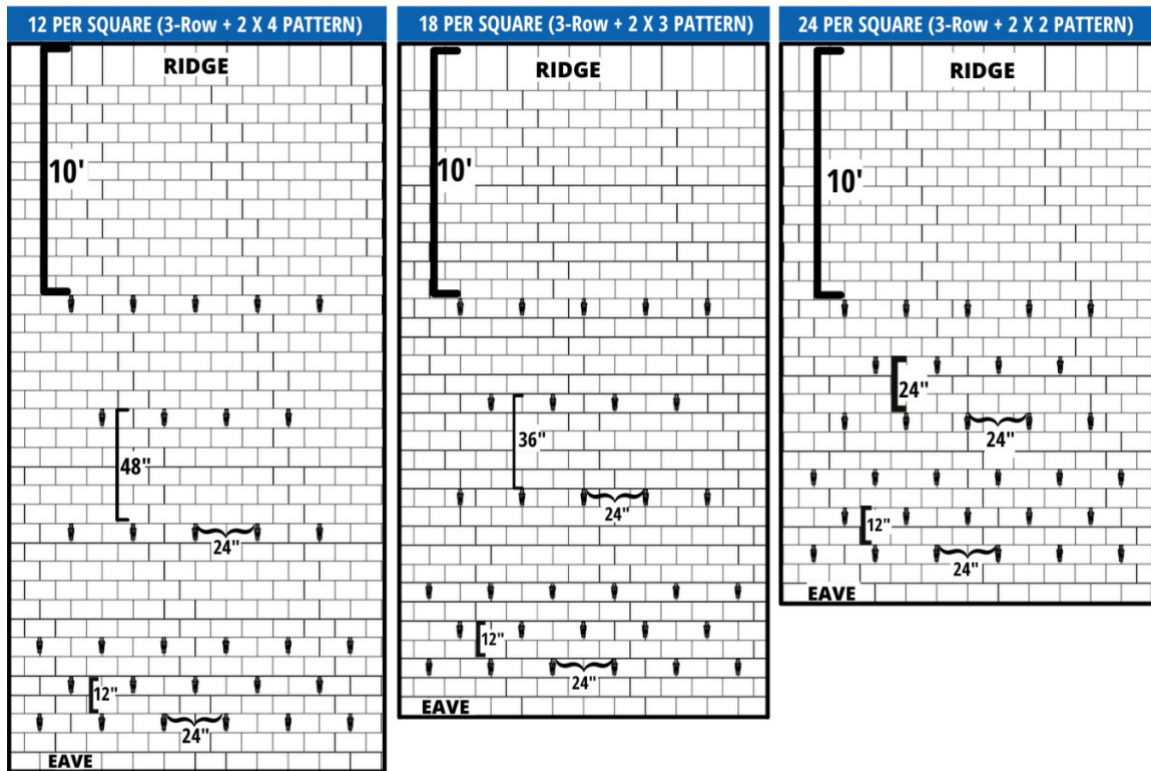 12 PER SQUARE (3-Row + 2 X 4 PATTERN)
RIDGE
10'
48"
24"
12"
24"
EAVE
18 PER SQUARE (3-Row + 2 X 3 PATTERN)
RIDGE
10'
36"
24"
12"
24"
EAVE
24 PER SQUARE (3-Row + 2 X 2 PATTERN)
RIDGE
10'
24"
24"
12"
24"
EAVE